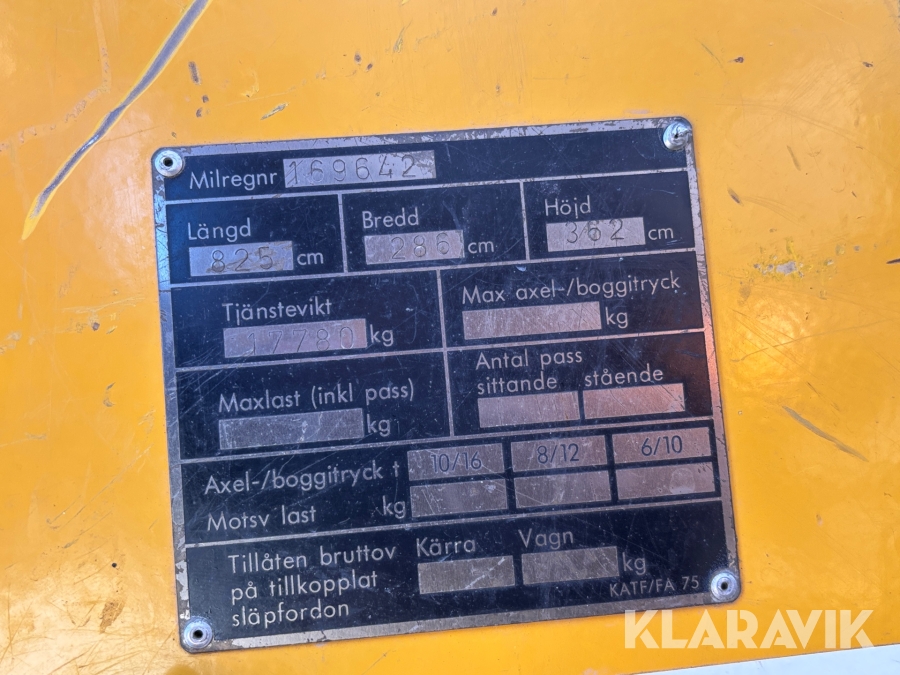 Milregnr 169642
Längd Bredd Höjd
825 cm 286 cm 362 cm
Tjänstevikt Max axel-/boggitryck
17780 kg kg
Maxlast (inkl pass) Antal pass
sittande stående
kg
Axel-/boggitryck t 10/16 8/12 6/10
Motsv last kg
Tillåten bruttov Kärra Vagn
på tillkopplat kg
släpfordon KATF/FA 75
KLARAVIK